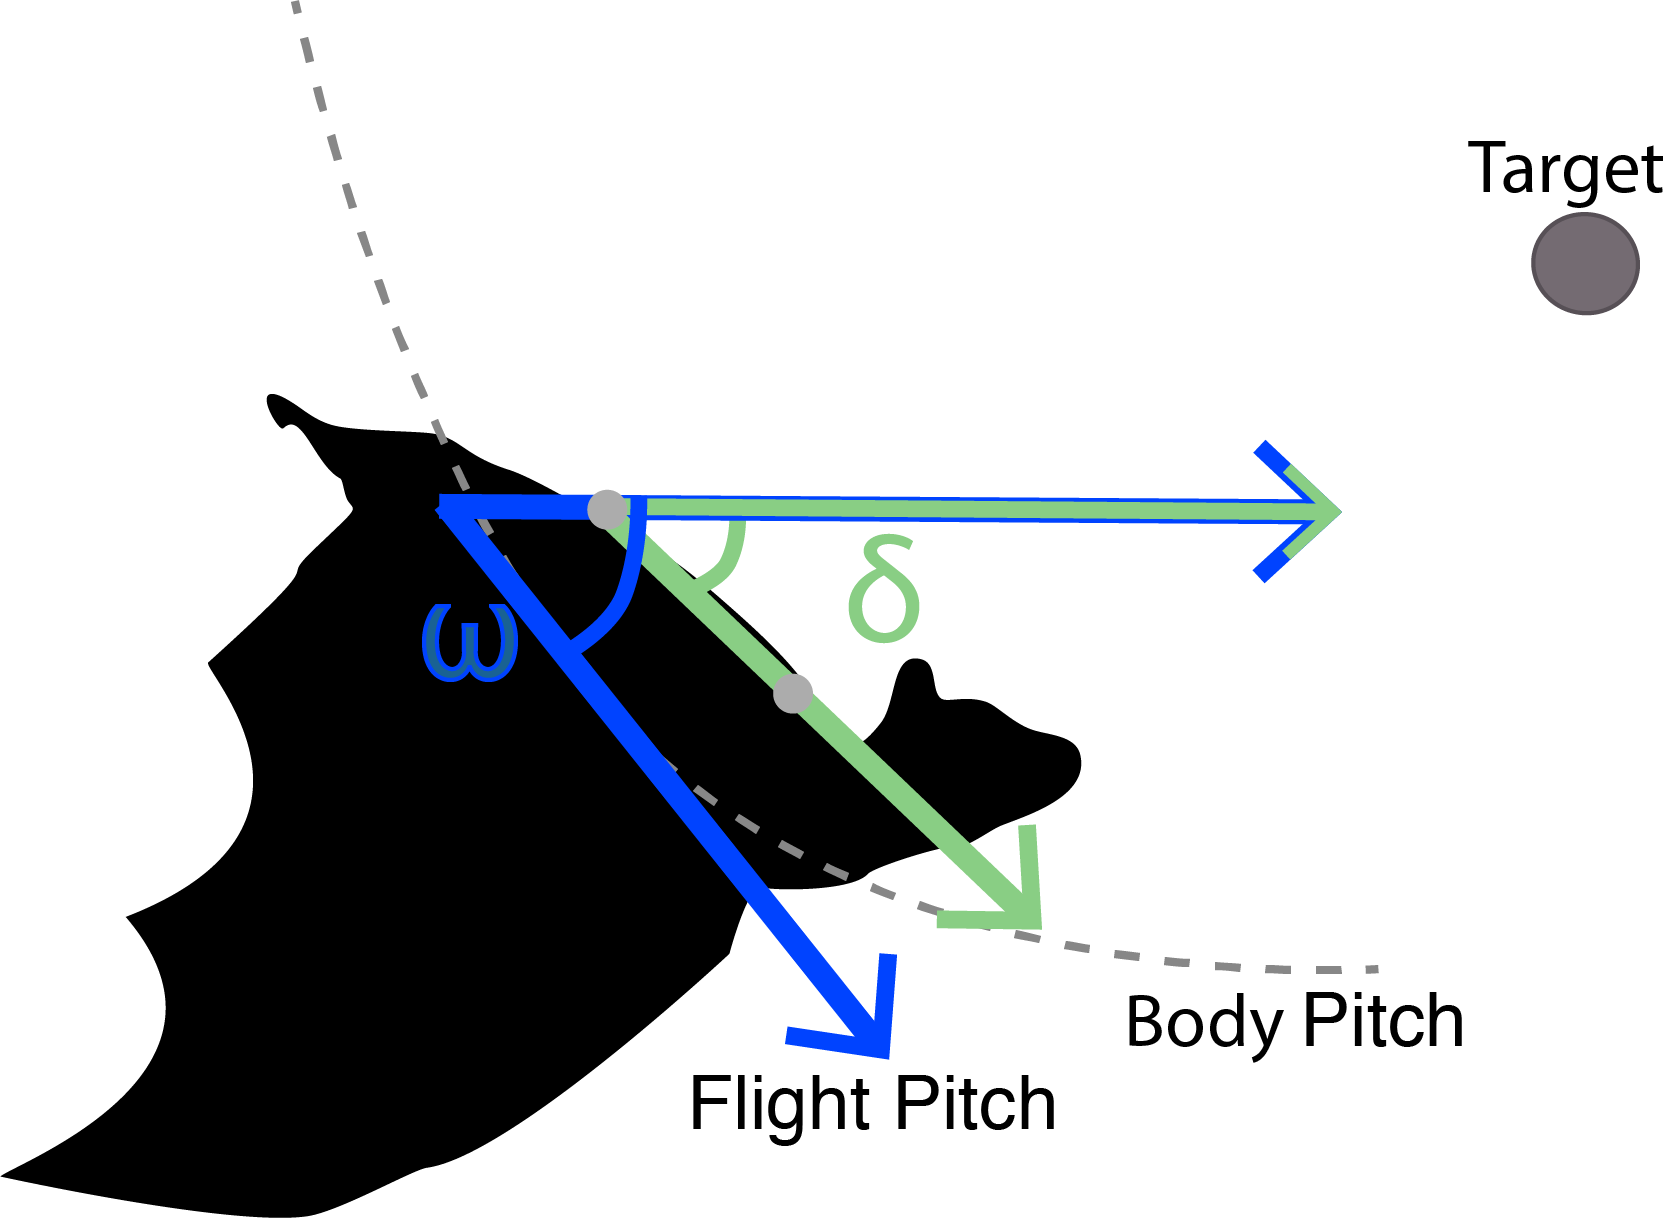 Target
δ
ω
Body Pitch
Flight Pitch